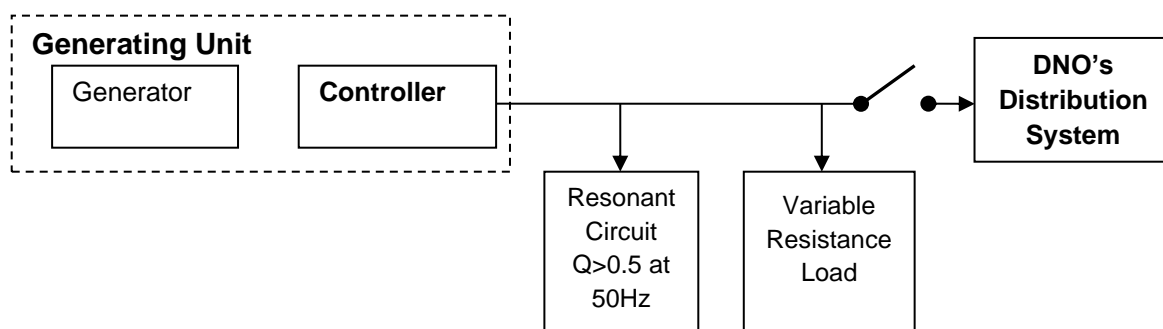 Generating Unit
Generator
Controller
DNO's
Distribution
System
Resonant
Circuit
Q>0.5 at
50Hz
Variable
Resistance
Load